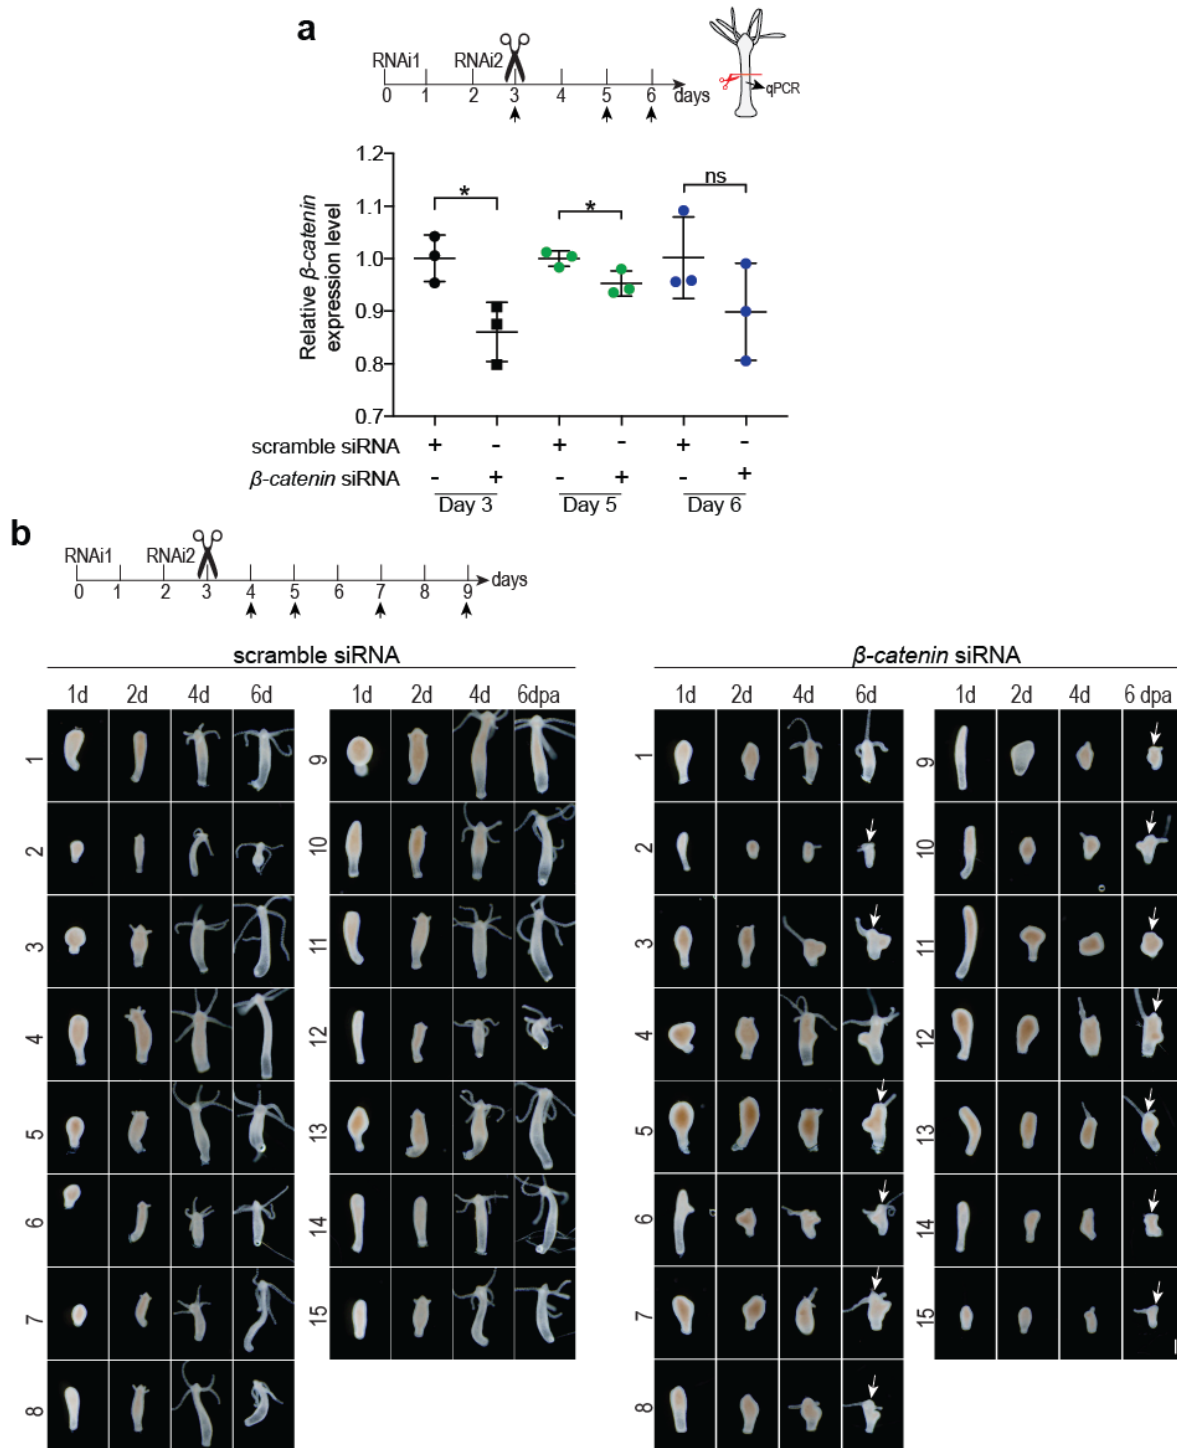 a
RNAi1 RNAi2
0 1 2 3 4 5 6 days
qPCR
Relative β-catenin
expression level
1.2
1.1
1.0
0.9
0.8
0.7
* * ns
scramble siRNA + - + - + -
β-catenin siRNA - + - + - +
Day 3 Day 5 Day 6
b
RNAi1 RNAi2
0 1 2 3 4 5 6 7 8 9 days
scramble siRNA
1d 2d 4d 6d 1d 2d 4d 6dpa
1 9
2 10
3 11
4 12
5 13
6 14
7 15
8
β-catenin siRNA
1d 2d 4d 6d 1d 2d 4d 6 dpa
1 9
2 10
3 11
4 12
5 13
6 14
7 15
8